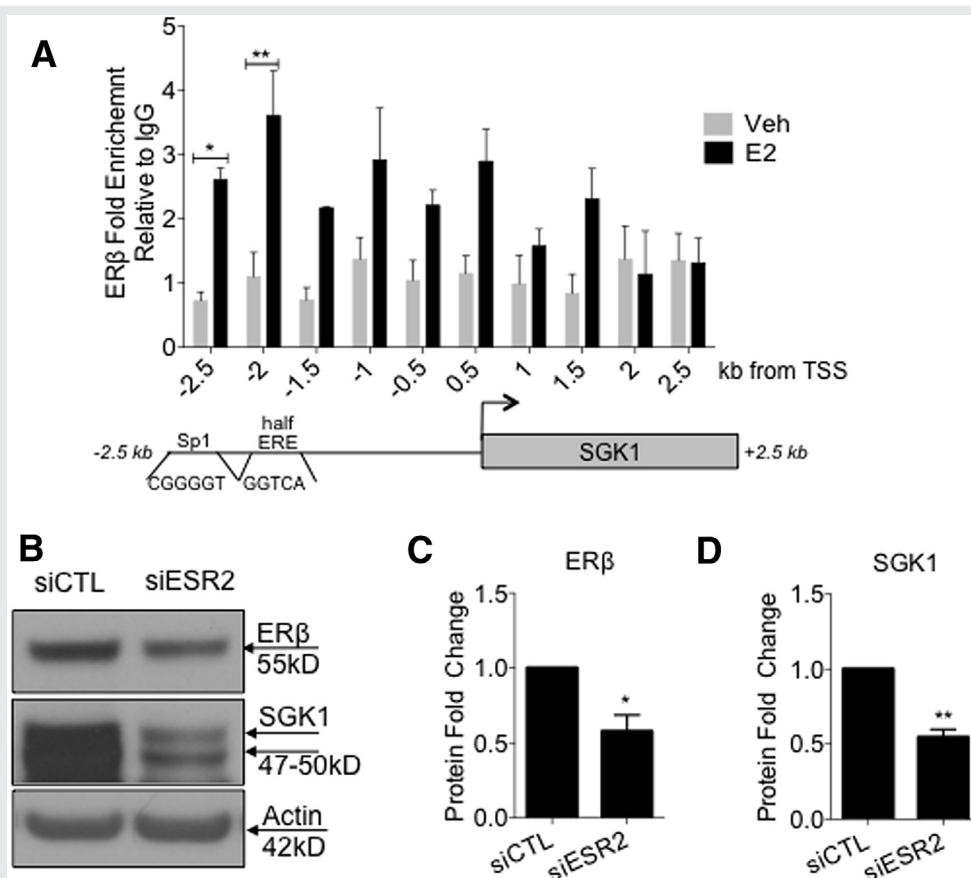 A
ERβ Fold Enrichemnt
Relative to IgG
5
4
3
2
1
0
*
**
Veh
E2
-2.5
-2
-1.5
-1
-0.5
0.5
1
1.5
2
2.5
kb from TSS
-2.5 kb
Sp1
half
ERE
CGGGGT
GGTCA
SGK1
+2.5 kb
B
siCTL
siESR2
ERβ
55kD
SGK1
47-50kD
Actin
42kD
C
ERβ
Protein Fold Change
1.5
1.0
0.5
0.0
*
siCTL
siESR2
D
SGK1
Protein Fold Change
1.5
1.0
0.5
0.0
**
siCTL
siESR2